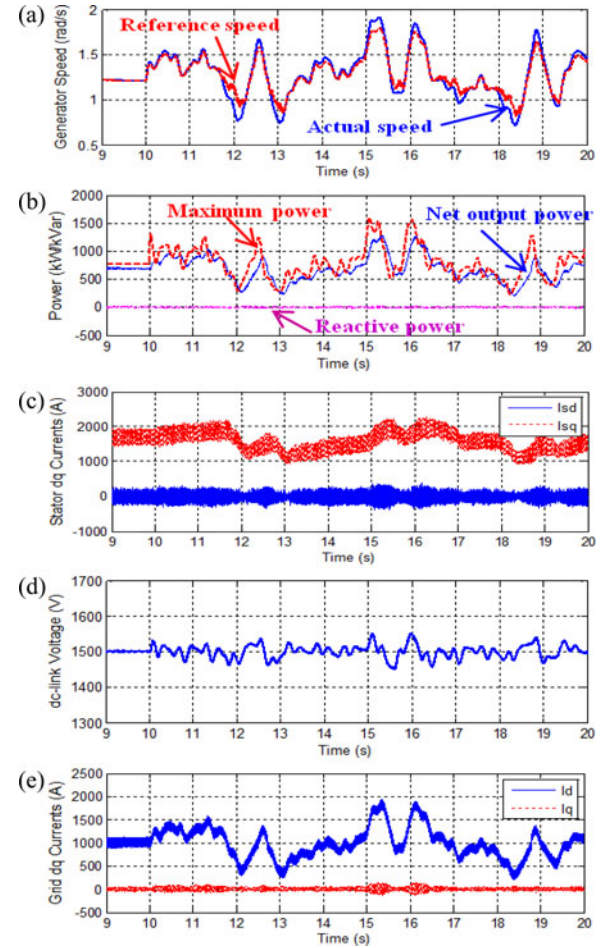 (a)
Generator Speed (rad/s)
2
1.5
1
0.5
Reference speed
Actual speed
9 10 11 12 13 14 15 16 17 18 19 20
Time (s)
(b)
Power (kW/kVar)
2000
1500
1000
500
0
-500
Maximum power
Net output power
Reactive power
9 10 11 12 13 14 15 16 17 18 19 20
Time (s)
(c)
Stator dq Currents (A)
3000
2000
1000
0
-1000
Isd
Isq
9 10 11 12 13 14 15 16 17 18 19 20
Time (s)
(d)
dc-link Voltage (V)
1700
1600
1500
1400
1300
9 10 11 12 13 14 15 16 17 18 19 20
Time (s)
(e)
Grid dq Currents (A)
2500
2000
1500
1000
500
0
-500
Id
Iq
9 10 11 12 13 14 15 16 17 18 19 20
Time (s)